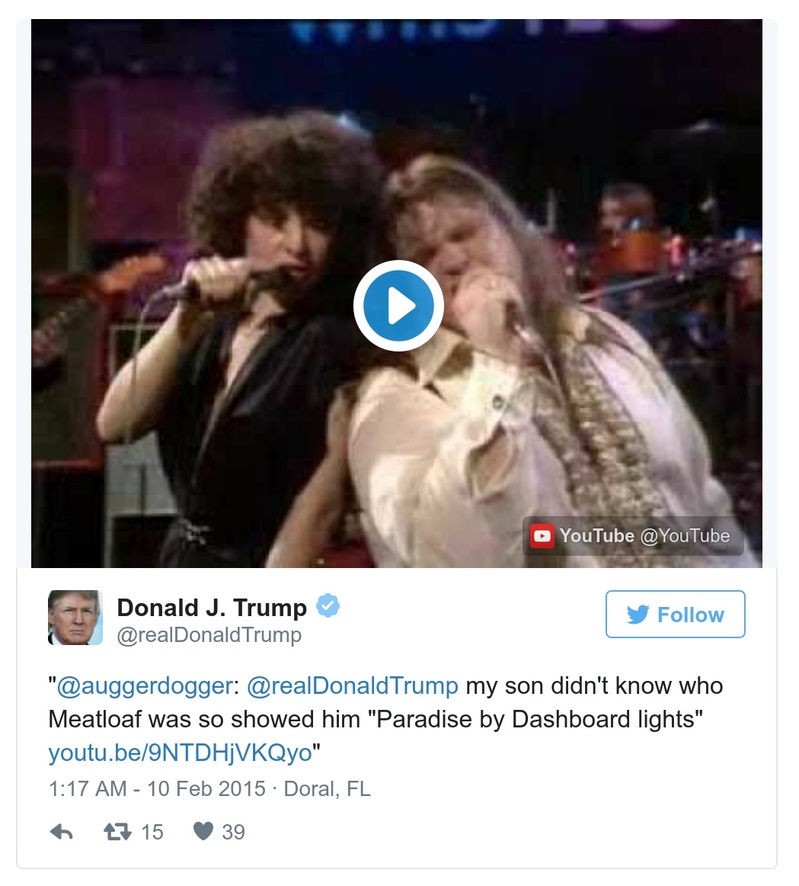 YouTube @YouTube
Donald J. Trump
Follow
@realDonaldTrump
"@auggerdogger: @realDonaldTrump my son didn't know who
Meatloaf was so showed him "Paradise by Dashboard lights"
youtu.be/9NTDHjVKQyo"
1:17 AM - 10 Feb 2015 · Doral, FL
15 39